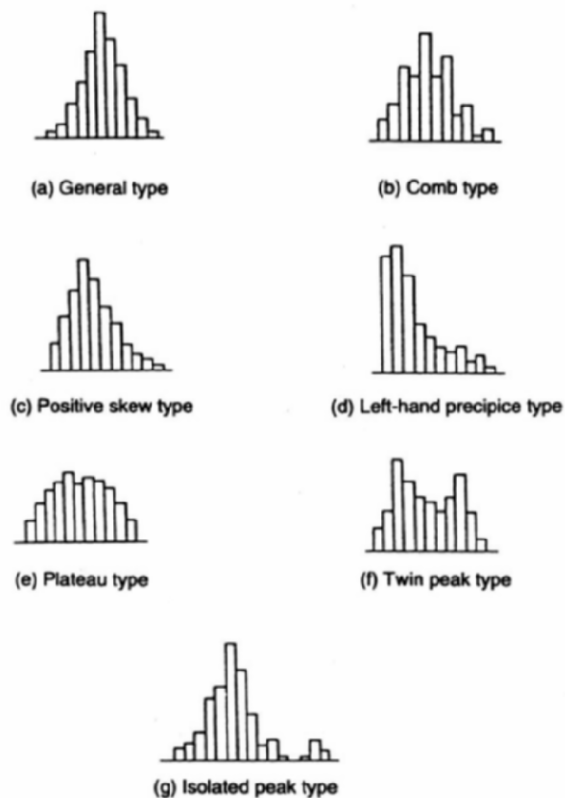 (a) General type
(b) Comb type
(c) Positive skew type
(d) Left-hand precipice type
(e) Plateau type
(f) Twin peak type
(g) Isolated peak type